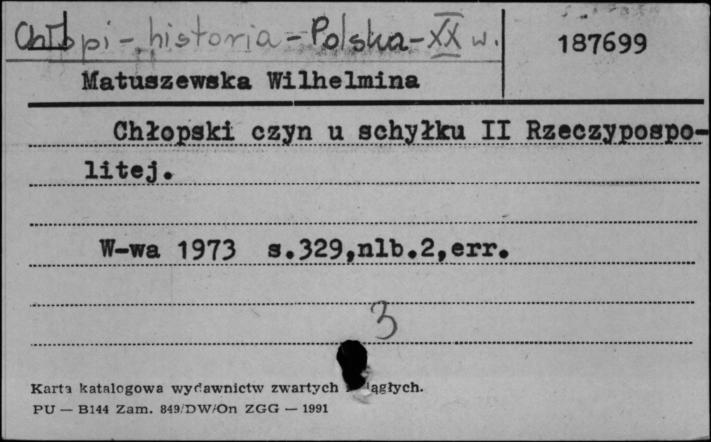 Chłopi - historia - Polska - XX w.
187699
Matuszewska Wilhelmina
Chłopski czyn u schyłku II Rzeczypospo-
litej.
W-wa 1973 s.329,nlb.2,err.
3
Karta katalogowa wydawnictw zwartych
PU — B144 Zam. 849/DW/On ZGG — 1991